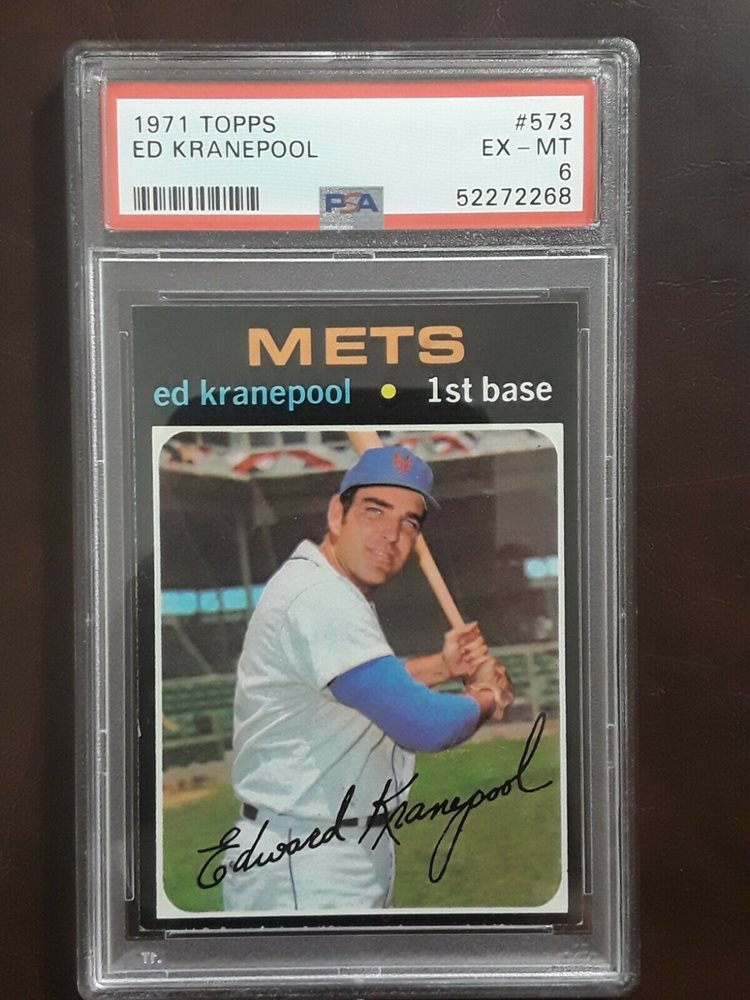 1971 TOPPS #573
ED KRANEPOOL EX - MT
6
PSA 52272268
METS
ed kranepool • 1st base
Edward Kranepool